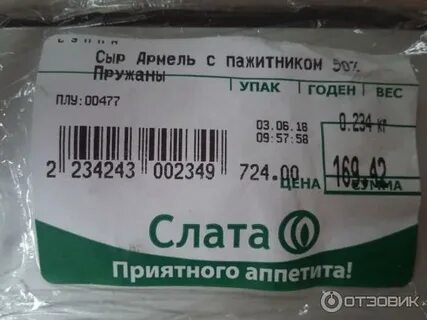 Сыр Армель с пажитником 50%
Пружаны
УПАК ГОДЕН ВЕС
ПЛУ:00477
03.06.18 0.234 кг
09:57:58
2 234243 002349 724.00 169.42
ЦЕНА СУММА
Слата
Приятного аппетита!
ОТЗОВИК